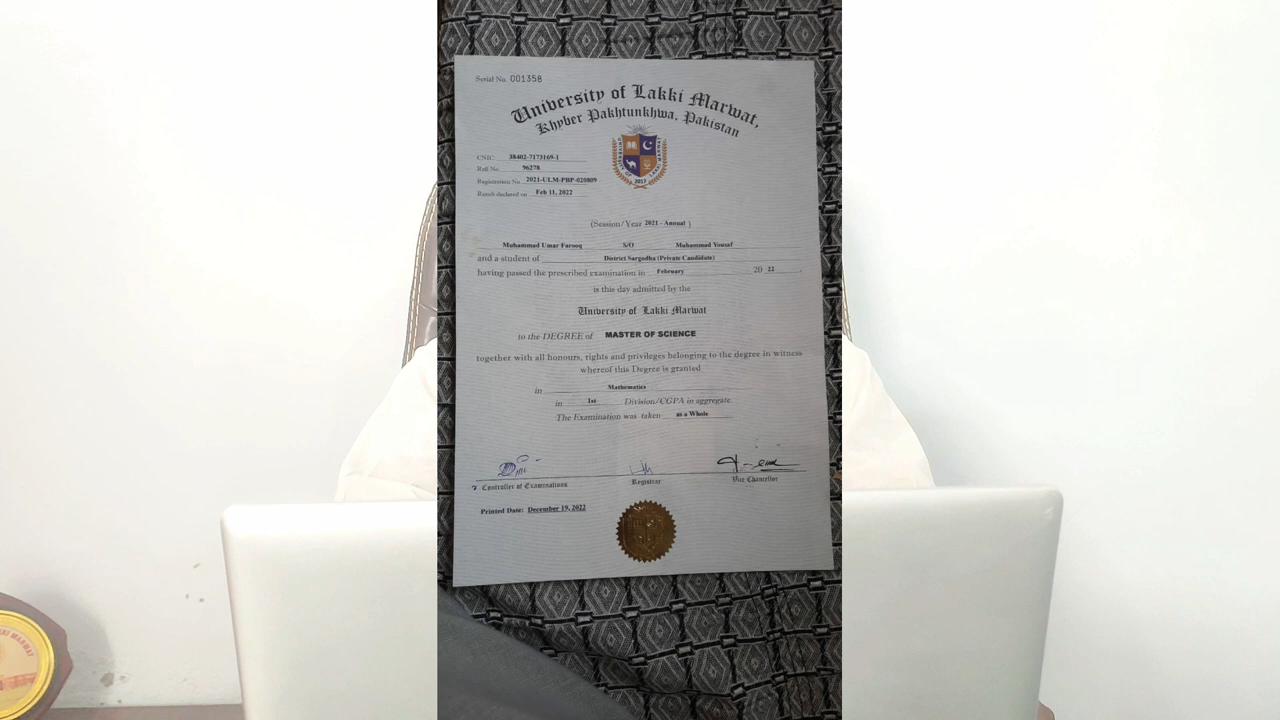 Serial No. 001358
University of Lakki Marwat,
Khyber Pakhtunkhwa, Pakistan
CNIC 38402-7173169-1
Roll No. 96278
Registration No 2021-ULM-PBP-020809
Result declared on Feb 11, 2022
2017
(Session/Year 2021 - Annual )
Muhammad Umar Farooq S/O Muhammad Yousaf
and a student of District Sargodha (Private Candidate)
having passed the prescribed examination in February 20 22 .
is this day admitted by the
University of Lakki Marwat
to the DEGREE of MASTER OF SCIENCE
together with all honours, rights and privileges belonging to the degree in witness
whereof this Degree is granted
in Mathematics
in 1st Division/CGPA in aggregate.
The Examination was taken as a Whole
Controller of Examinations Registrar Vice Chancellor
Printed Date: December 19, 2022
MARWAT